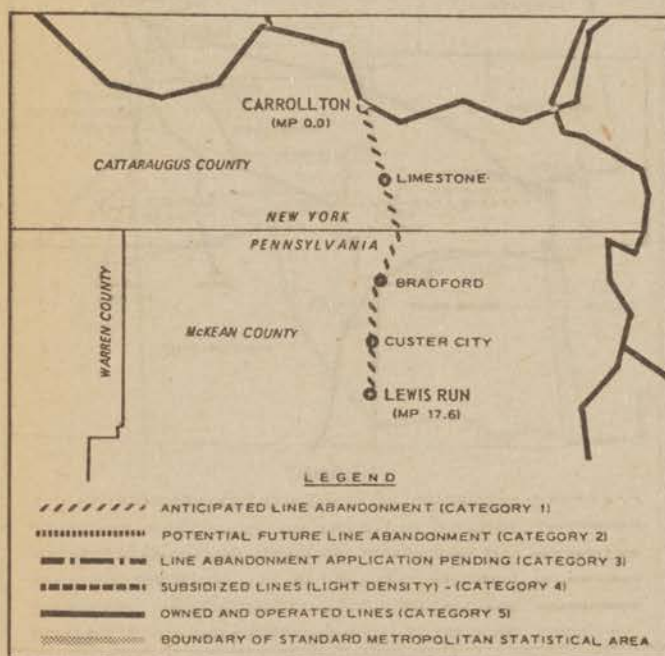 CARROLLTON
(MP 0.0)
CATTARAUGUS COUNTY
LIMESTONE
NEW YORK
PENNSYLVANIA
WARREN COUNTY
BRADFORD
McKEAN COUNTY
CUSTER CITY
LEWIS RUN
(MP 17.6)
LEGEND
ANTICIPATED LINE ABANDONMENT (CATEGORY 1)
POTENTIAL FUTURE LINE ABANDONMENT (CATEGORY 2)
LINE ABANDONMENT APPLICATION PENDING (CATEGORY 3)
SUBSIDIZED LINES (LIGHT DENSITY) - (CATEGORY 4)
OWNED AND OPERATED LINES (CATEGORY 5)
BOUNDARY OF STANDARD METROPOLITAN STATISTICAL AREA